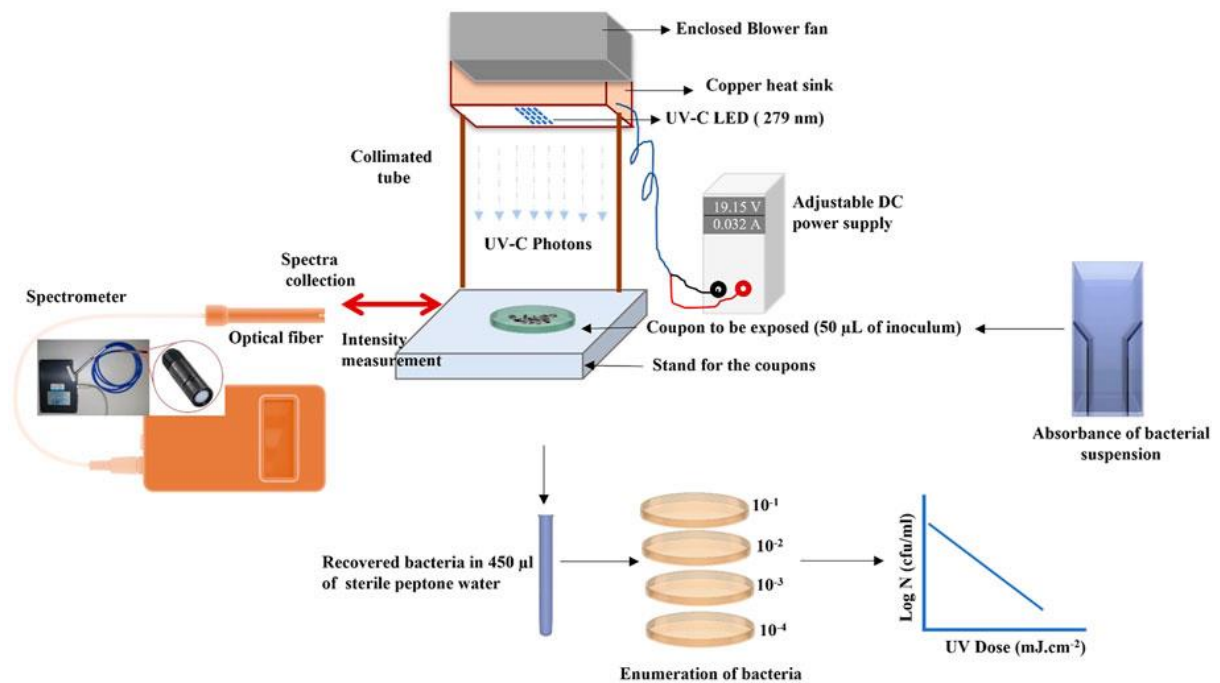 Enclosed Blower fan
Copper heat sink
UV-C LED ( 279 nm)
Collimated
tube
19.15 V
0.032 A
Adjustable DC
power supply
UV-C Photons
Spectra
collection
Spectrometer
Optical fiber
Intensity
measurement
Coupon to be exposed (50 µL of inoculum)
Stand for the coupons
Absorbance of bacterial
suspension
Recovered bacteria in 450 µl
of sterile peptone water
10-1
10-2
10-3
10-4
Enumeration of bacteria
Log N (cfu/ml)
UV Dose (mJ.cm-2)